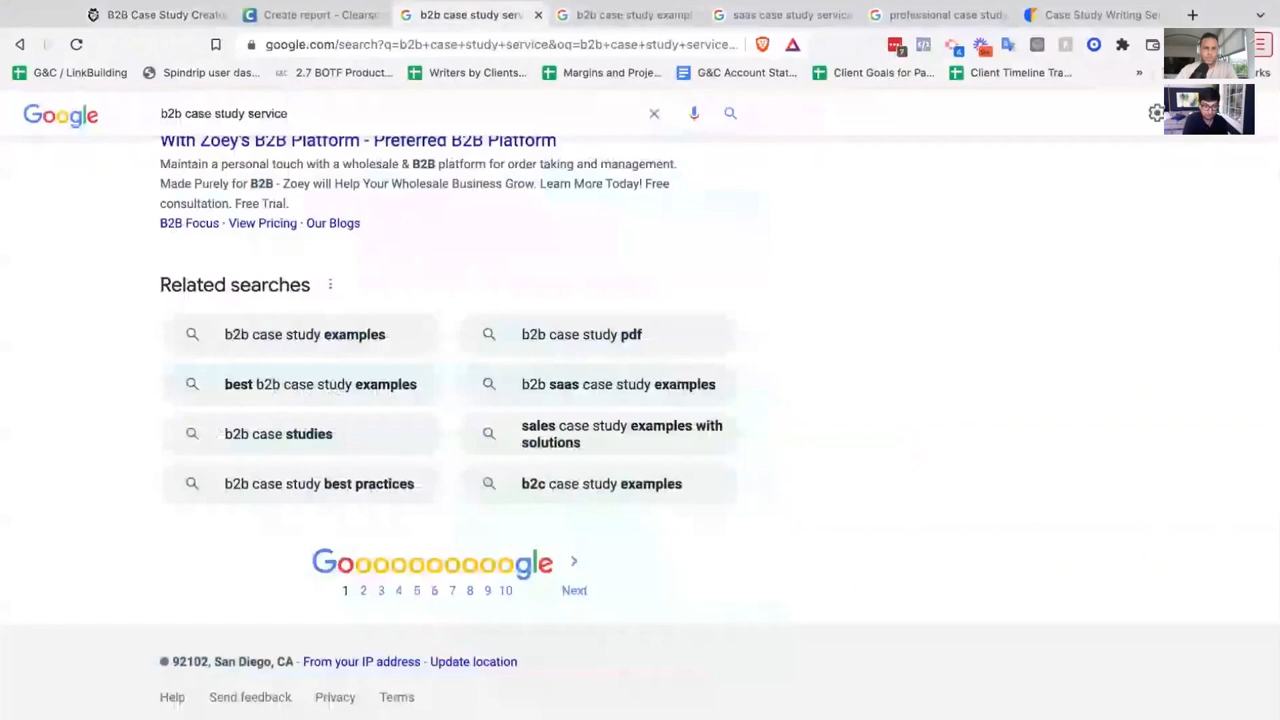 B2B Case Study Creato
Create report - Clearsc
b2b case study serv
b2b case study exampl
saas case study service
professional case stud
Case Study Writing Se
google.com/search?q=b2b+case+study+service&oq=b2b+case+study+service...
G&C / LinkBuilding
Spindrip user das...
2.7 BOTF Product...
Writers by Clients...
Margins and Proje...
G&C Account Stat...
Client Goals for Pa...
Client Timeline Tra...
»
rks
Google
b2b case study service
With Zoey's B2B Platform - Preferred B2B Platform
Maintain a personal touch with a wholesale & B2B platform for order taking and management.
Made Purely for B2B - Zoey will Help Your Wholesale Business Grow. Learn More Today! Free
consultation. Free Trial.
B2B Focus · View Pricing · Our Blogs
Related searches
b2b case study examples
b2b case study pdf
best b2b case study examples
b2b saas case study examples
b2b case studies
sales case study examples with
solutions
b2b case study best practices
b2c case study examples
Goooooooooogle
1 2 3 4 5 6 7 8 9 10 Next
92102, San Diego, CA - From your IP address - Update location
Help Send feedback Privacy Terms